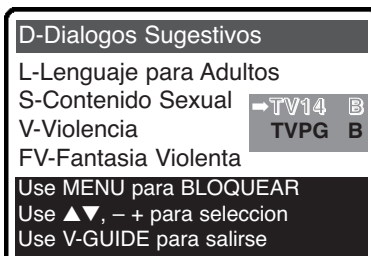 D-Dialogos Sugestivos
L-Lenguaje para Adultos
S-Contenido Sexual ➡TV14 B
V-Violencia TVPG B
FV-Fantasia Violenta
Use MENU para BLOQUEAR
Use ▲▼, – + para seleccion
Use V-GUIDE para salirse